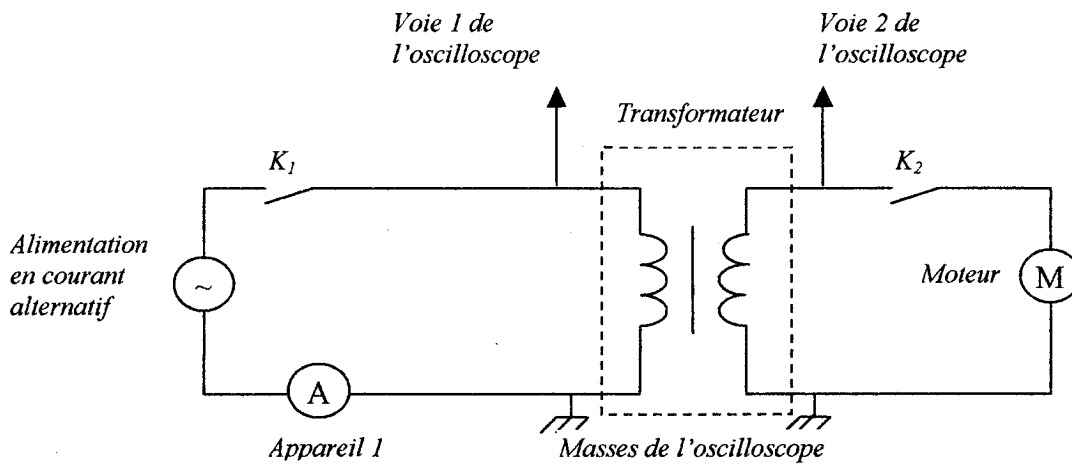 Voie 1 de
l'oscilloscope
Voie 2 de
l'oscilloscope
Transformateur
K1
K2
Alimentation
en courant
alternatif
~
Moteur
M
A
Appareil 1
Masses de l'oscilloscope